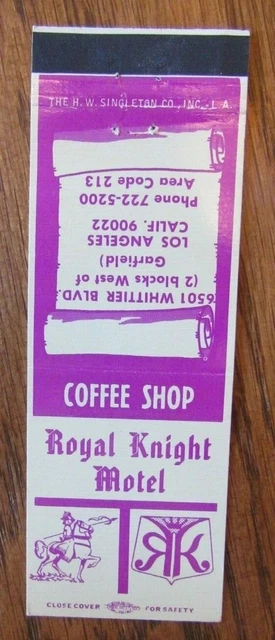 THE H. W. SINGLETON CO., INC., L. A.
6501 WHITTIER BLVD.
(2 blocks West of
Garfield)
LOS ANGELES
CALIF. 90022
Phone 722-5200
Area Code 213
COFFEE SHOP
Royal Knight
Motel
RK
CLOSE COVER FOR SAFETY